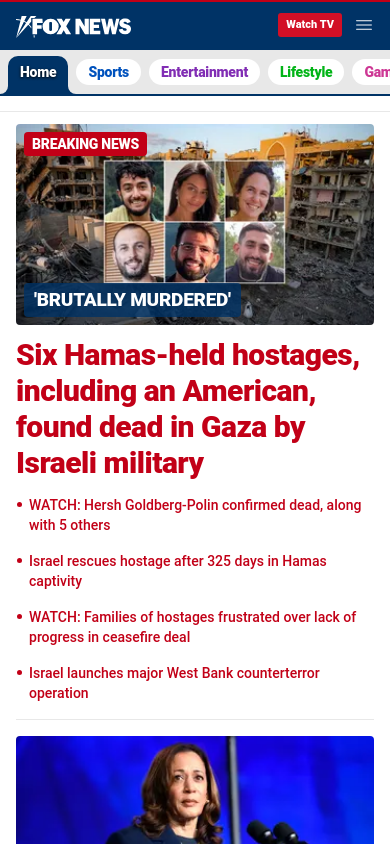 FOX NEWS
Watch TV
Home
Sports
Entertainment
Lifestyle
Gam
BREAKING NEWS
'BRUTALLY MURDERED'
Six Hamas-held hostages,
including an American,
found dead in Gaza by
Israeli military
• WATCH: Hersh Goldberg-Polin confirmed dead, along
with 5 others
• Israel rescues hostage after 325 days in Hamas
captivity
• WATCH: Families of hostages frustrated over lack of
progress in ceasefire deal
• Israel launches major West Bank counterterror
operation